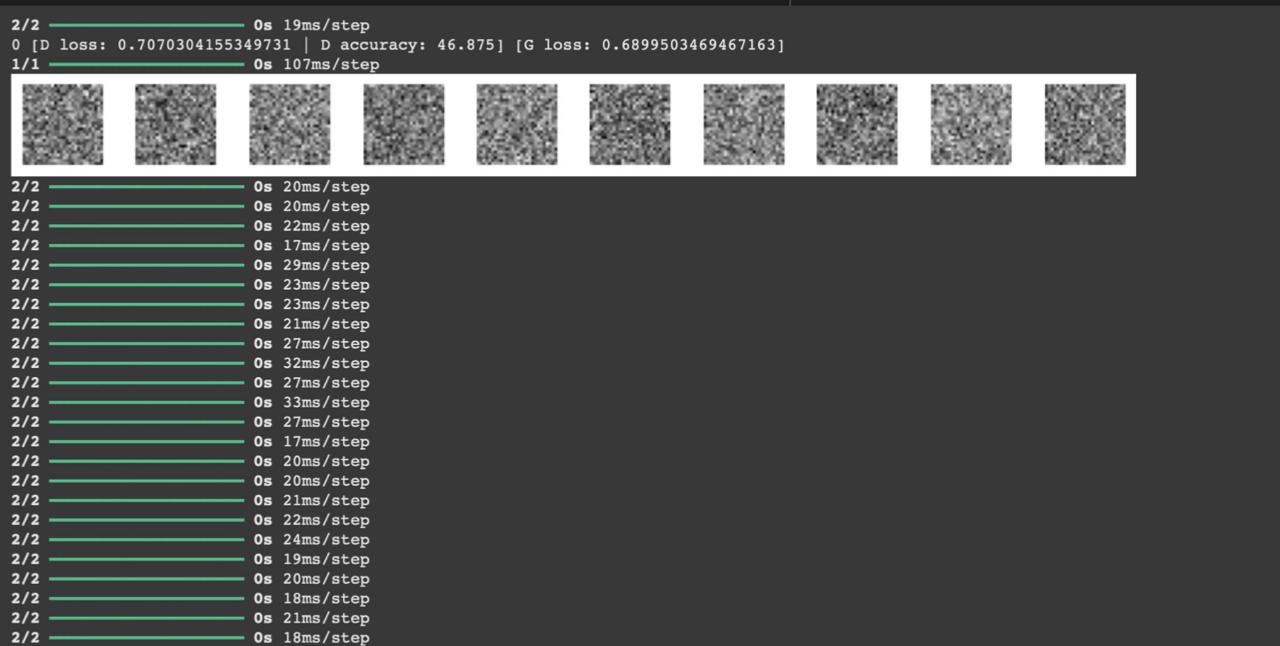 2/2 0s 19ms/step
0 [D loss: 0.7070304155349731 | D accuracy: 46.875] [G loss: 0.6899503469467163]
1/1 0s 107ms/step
2/2 0s 20ms/step
2/2 0s 20ms/step
2/2 0s 22ms/step
2/2 0s 17ms/step
2/2 0s 29ms/step
2/2 0s 23ms/step
2/2 0s 23ms/step
2/2 0s 21ms/step
2/2 0s 27ms/step
2/2 0s 32ms/step
2/2 0s 27ms/step
2/2 0s 33ms/step
2/2 0s 27ms/step
2/2 0s 17ms/step
2/2 0s 20ms/step
2/2 0s 20ms/step
2/2 0s 21ms/step
2/2 0s 22ms/step
2/2 0s 24ms/step
2/2 0s 19ms/step
2/2 0s 20ms/step
2/2 0s 18ms/step
2/2 0s 21ms/step
2/2 0s 18ms/step